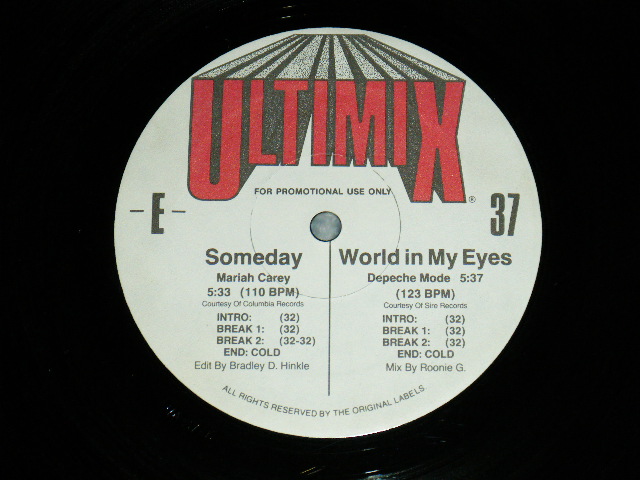 ULTIMIX®
FOR PROMOTIONAL USE ONLY
– E –
37
Someday
Mariah Carey
5:33 (110 BPM)
Courtesy Of Columbia Records
INTRO: (32)
BREAK 1: (32)
BREAK 2: (32-32)
END: COLD
Edit By Bradley D. Hinkle
World in My Eyes
Depeche Mode 5:37
(123 BPM)
Courtesy Of Sire Records
INTRO: (32)
BREAK 1: (32)
BREAK 2: (32)
END: COLD
Mix By Roonie G.
ALL RIGHTS RESERVED BY THE ORIGINAL LABELS